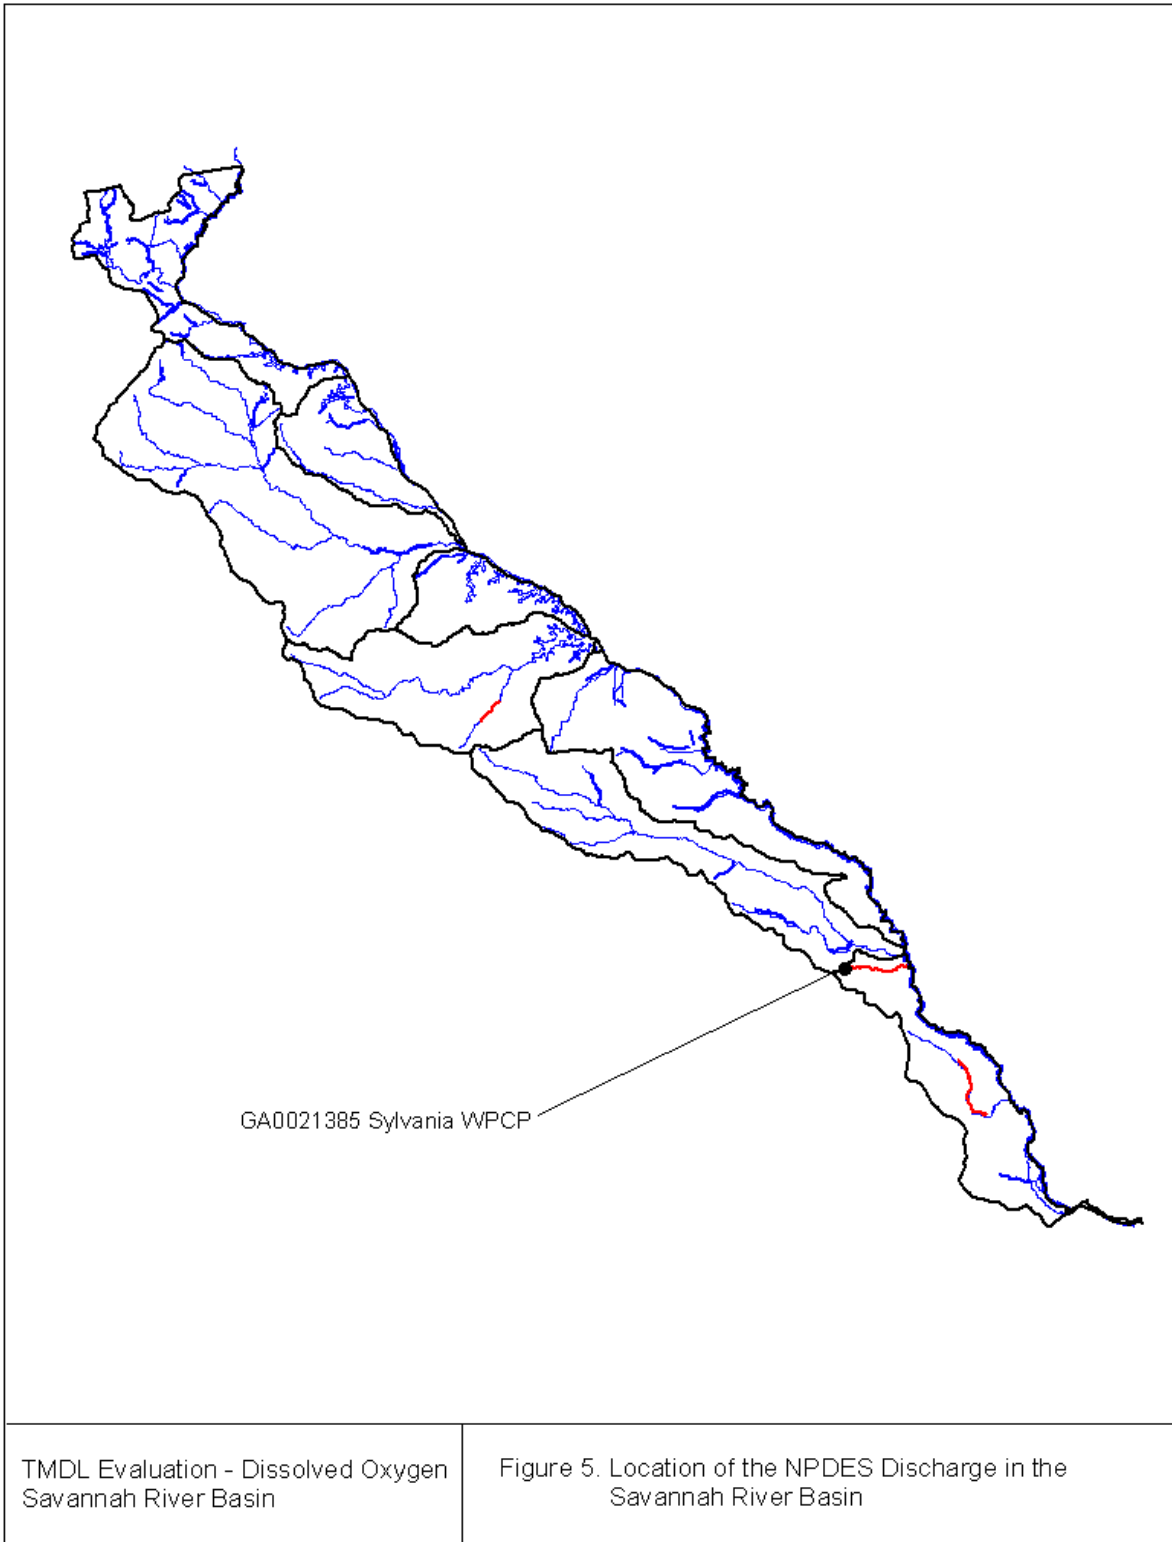 GA0021385 Sylvania WPCP
TMDL Evaluation - Dissolved Oxygen
Savannah River Basin
Figure 5. Location of the NPDES Discharge in the
Savannah River Basin